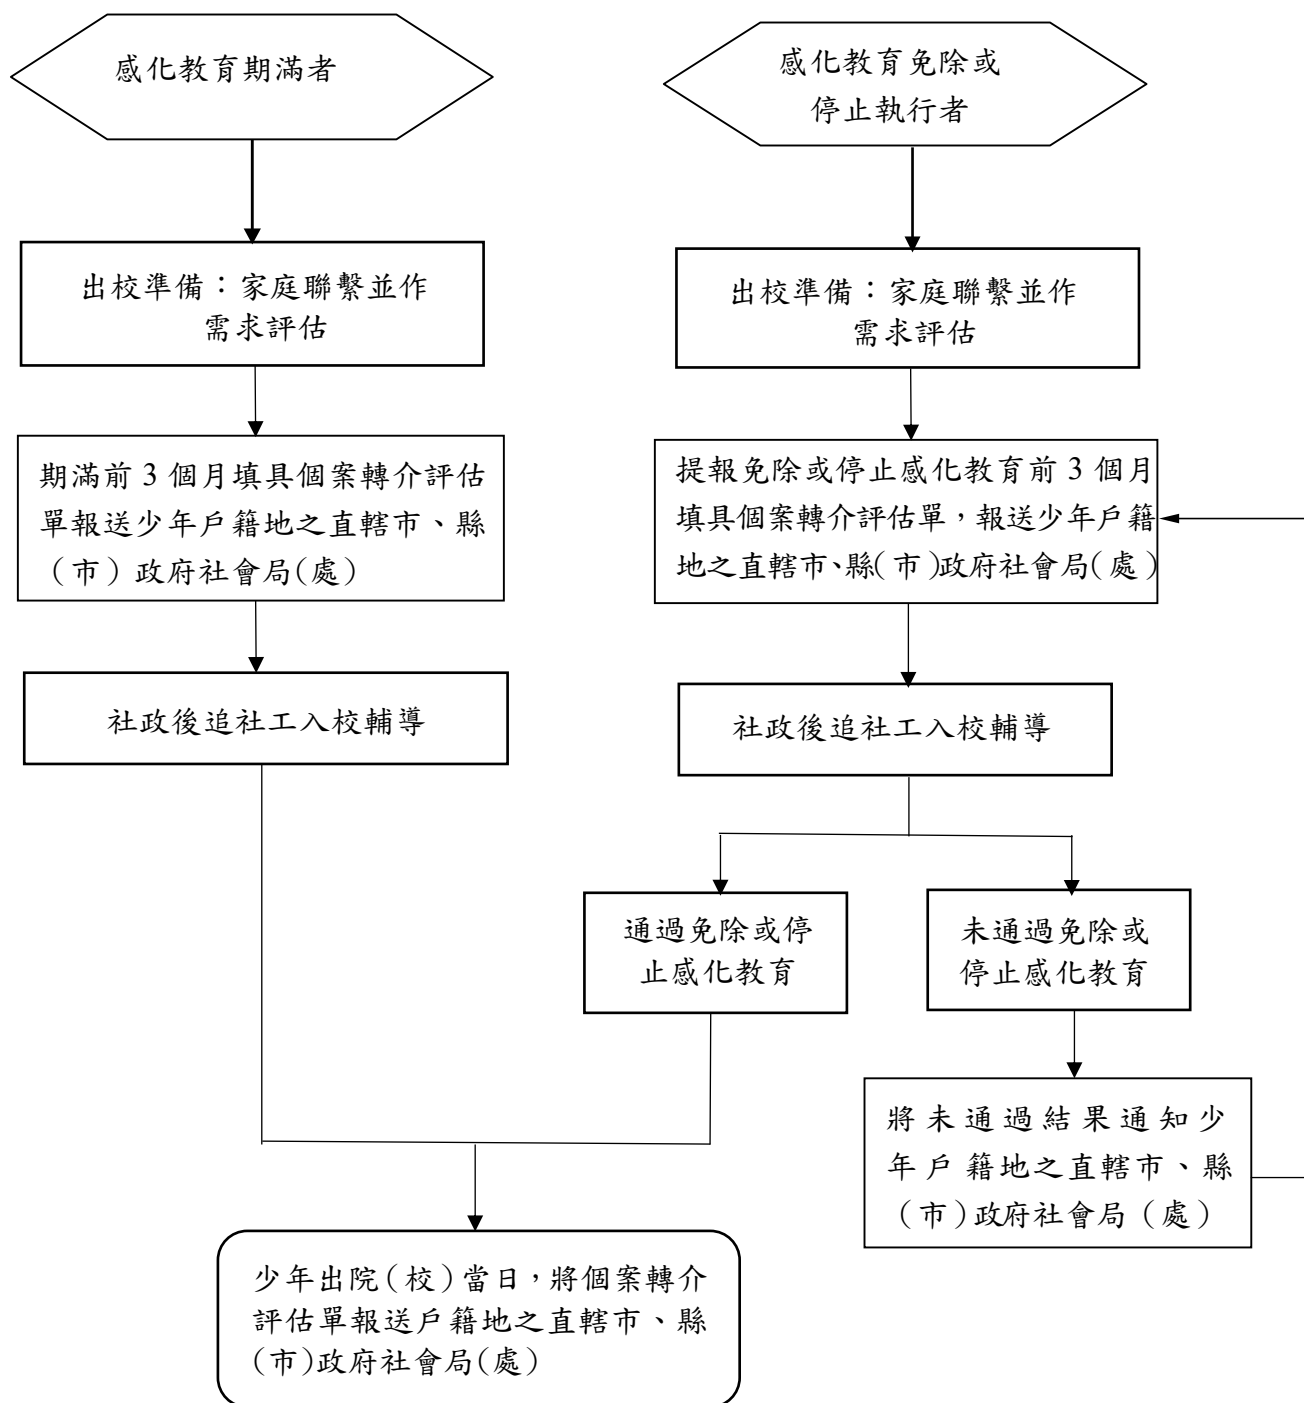 感化教育期滿者
感化教育免除或
停止執行者
出校準備：家庭聯繫並作
需求評估
出校準備：家庭聯繫並作
需求評估
期滿前 3 個月填具個案轉介評估
單報送少年戶籍地之直轄市、縣
（市）政府社會局(處)
提報免除或停止感化教育前 3 個月
填具個案轉介評估單，報送少年戶籍
地之直轄市、縣(市)政府社會局(處)
社政後追社工入校輔導
社政後追社工入校輔導
通過免除或停
止感化教育
未通過免除或
停止感化教育
將未通過結果通知少
年戶籍地之直轄市、縣
（市)政府社會局（處）
少年出院(校)當日，將個案轉介
評估單報送戶籍地之直轄市、縣
(市)政府社會局(處)